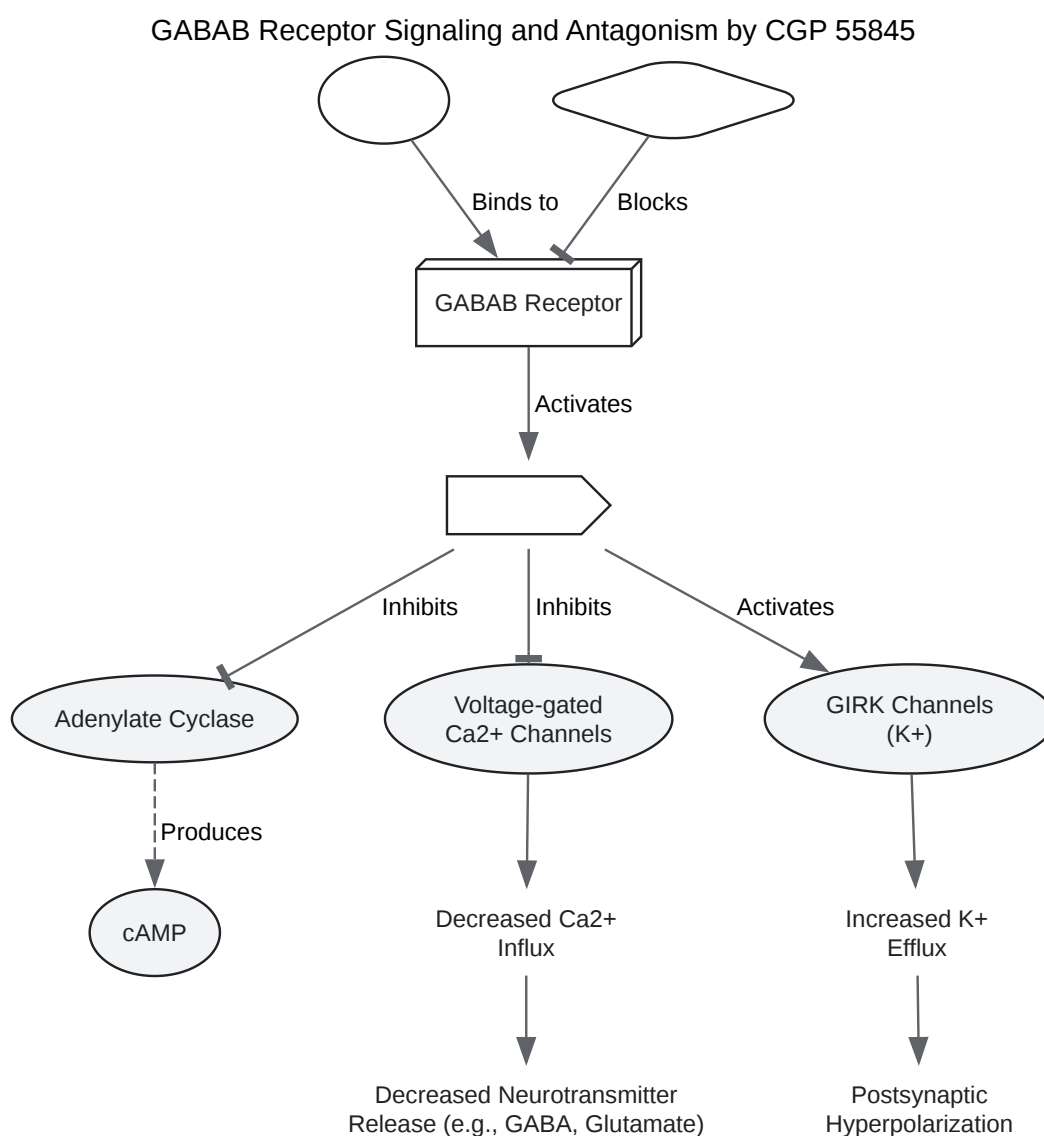 GABAB Receptor Signaling and Antagonism by CGP 55845
Binds to
Blocks
GABAB Receptor
Activates
Inhibits
Inhibits
Activates
Adenylate Cyclase
Voltage-gated
Ca2+ Channels
GIRK Channels
(K+)
Produces
cAMP
Decreased Ca2+
Influx
Increased K+
Efflux
Decreased Neurotransmitter
Release (e.g., GABA, Glutamate)
Postsynaptic
Hyperpolarization